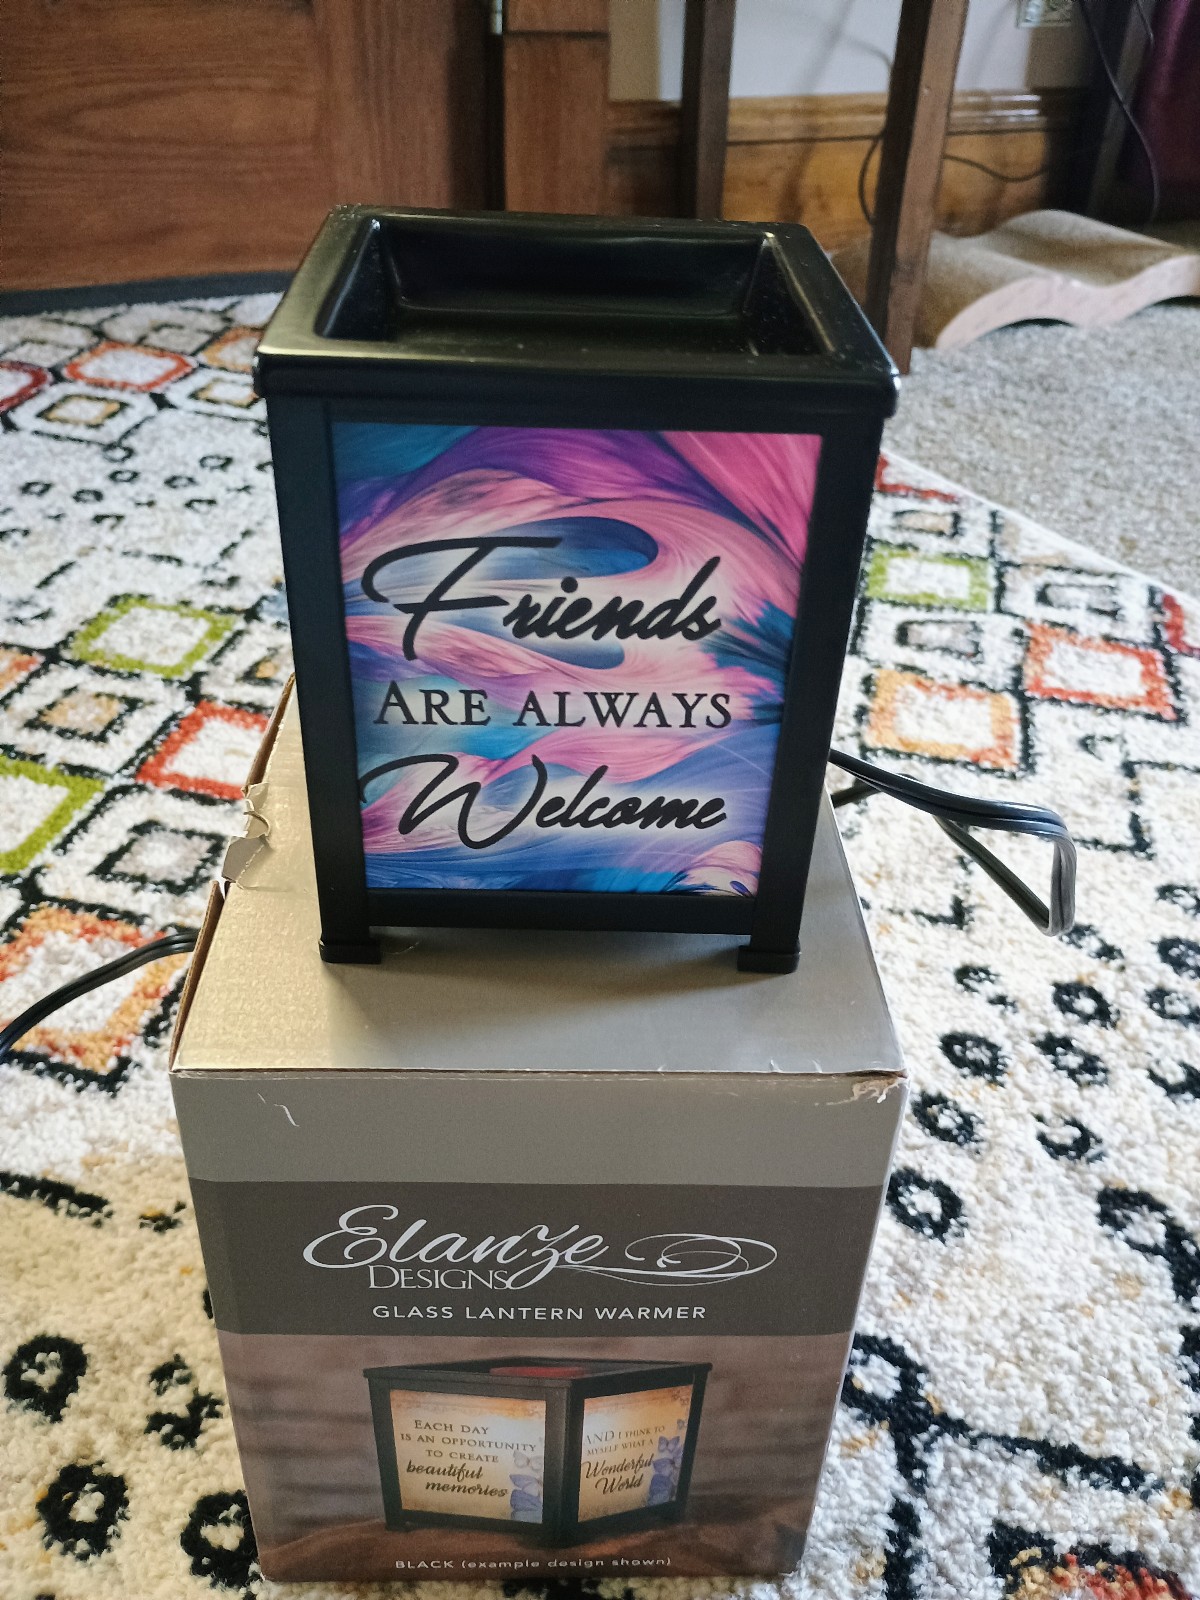 Friends
ARE ALWAYS
Welcome
Elanze
DESIGNS
GLASS LANTERN WARMER
EACH DAY
IS AN OPPORTUNITY
TO CREATE
beautiful
memories
AND I THINK TO
MYSELF WHAT A
Wonderful
World
BLACK (example design shown)